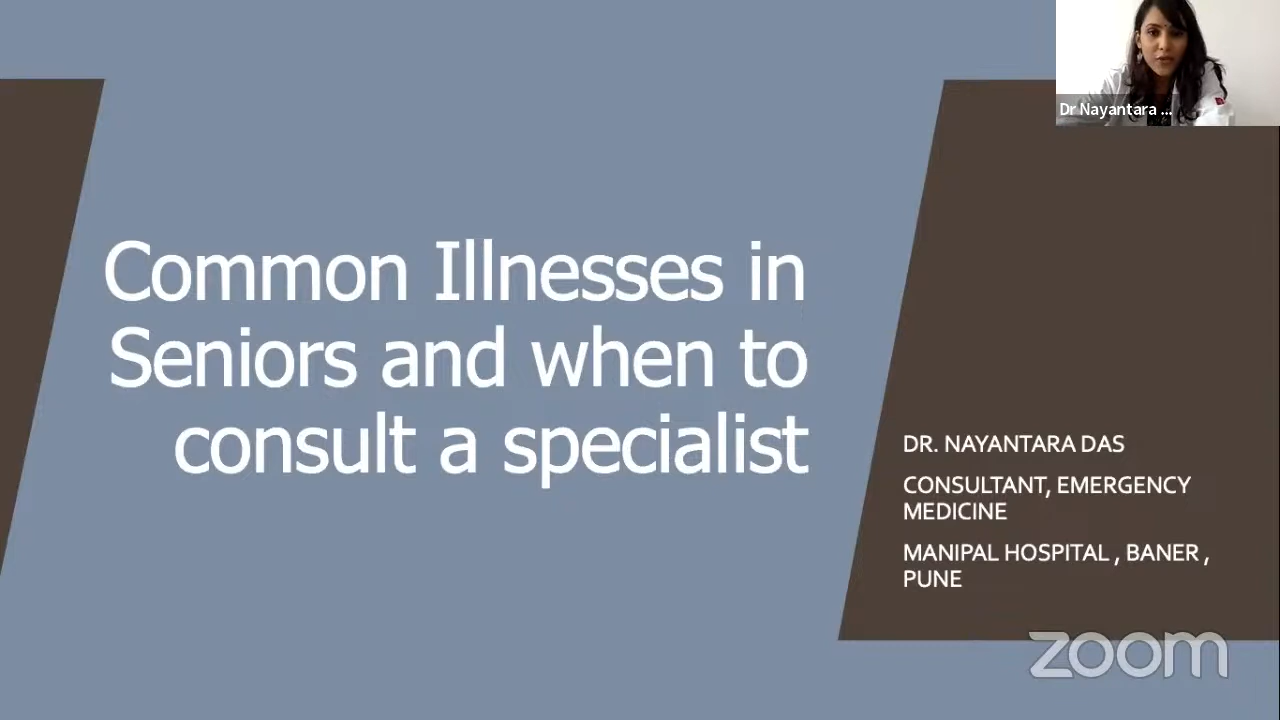 Dr Nayantara ...
Common Illnesses in
Seniors and when to
consult a specialist
DR. NAYANTARA DAS
CONSULTANT, EMERGENCY
MEDICINE
MANIPAL HOSPITAL , BANER ,
PUNE
zoom